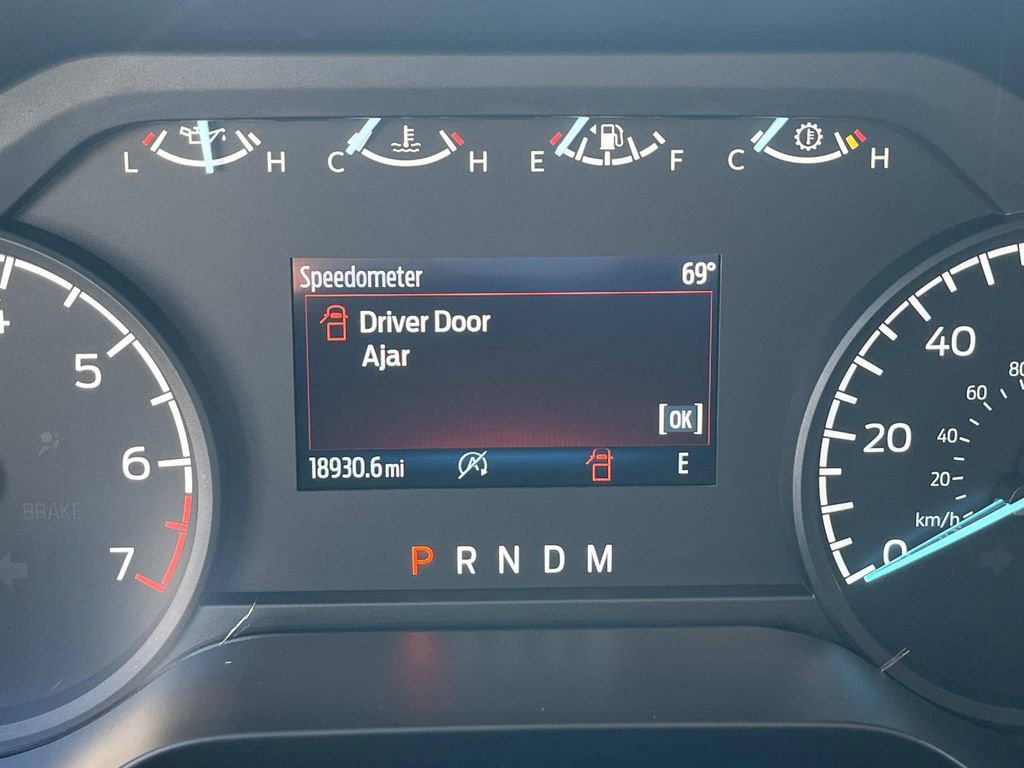 L H C H E F C H
Speedometer 69°
Driver Door
Ajar
[OK]
18930.6 mi E
P R N D M
4
5
6
7
BRAKE
40
20
0
80
60
40
20
km/h